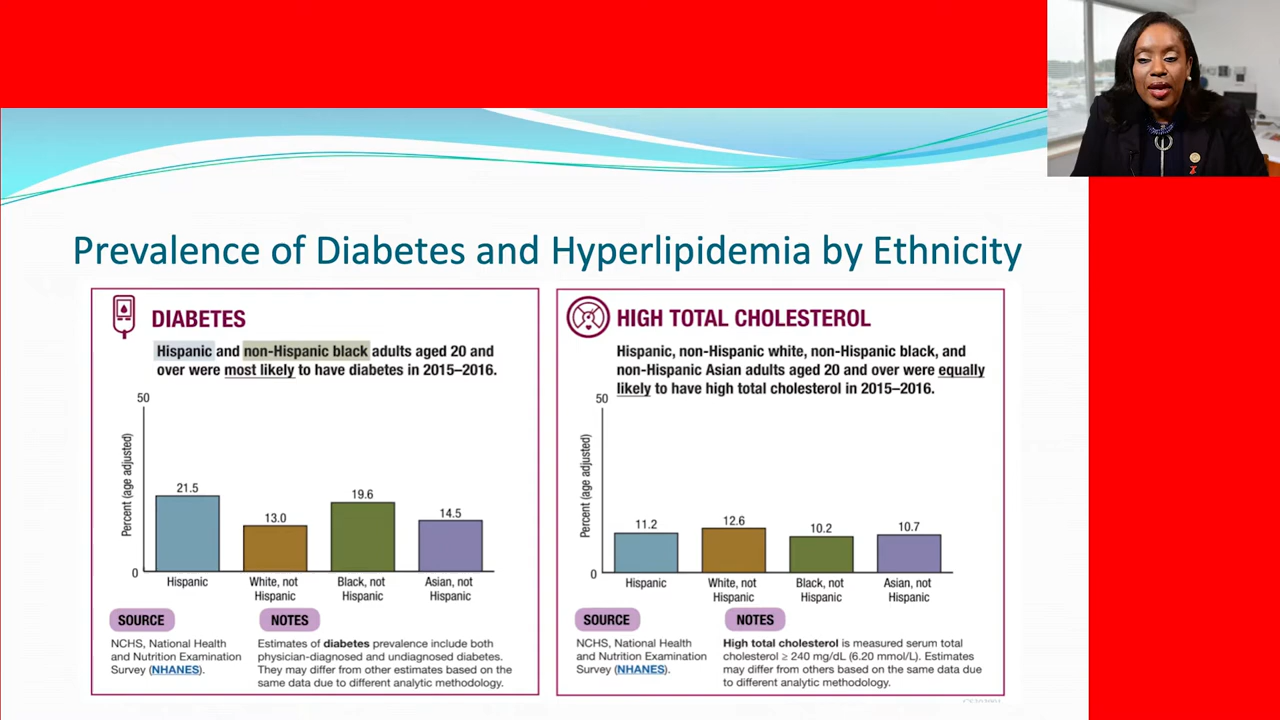 Prevalence of Diabetes and Hyperlipidemia by Ethnicity
DIABETES
Hispanic and non-Hispanic black adults aged 20 and
over were most likely to have diabetes in 2015–2016.
50
Percent (age adjusted)
21.5
13.0
19.6
14.5
0
Hispanic
White, not
Hispanic
Black, not
Hispanic
Asian, not
Hispanic
SOURCE
NCHS, National Health
and Nutrition Examination
Survey (NHANES).
NOTES
Estimates of diabetes prevalence include both
physician-diagnosed and undiagnosed diabetes.
They may differ from other estimates based on the
same data due to different analytic methodology.
HIGH TOTAL CHOLESTEROL
Hispanic, non-Hispanic white, non-Hispanic black, and
non-Hispanic Asian adults aged 20 and over were equally
likely to have high total cholesterol in 2015–2016.
50
Percent (age adjusted)
11.2
12.6
10.2
10.7
0
Hispanic
White, not
Hispanic
Black, not
Hispanic
Asian, not
Hispanic
SOURCE
NCHS, National Health
and Nutrition Examination
Survey (NHANES).
NOTES
High total cholesterol is measured serum total
cholesterol ≥ 240 mg/dL (6.20 mmol/L). Estimates
may differ from others based on the same data due
to different analytic methodology.